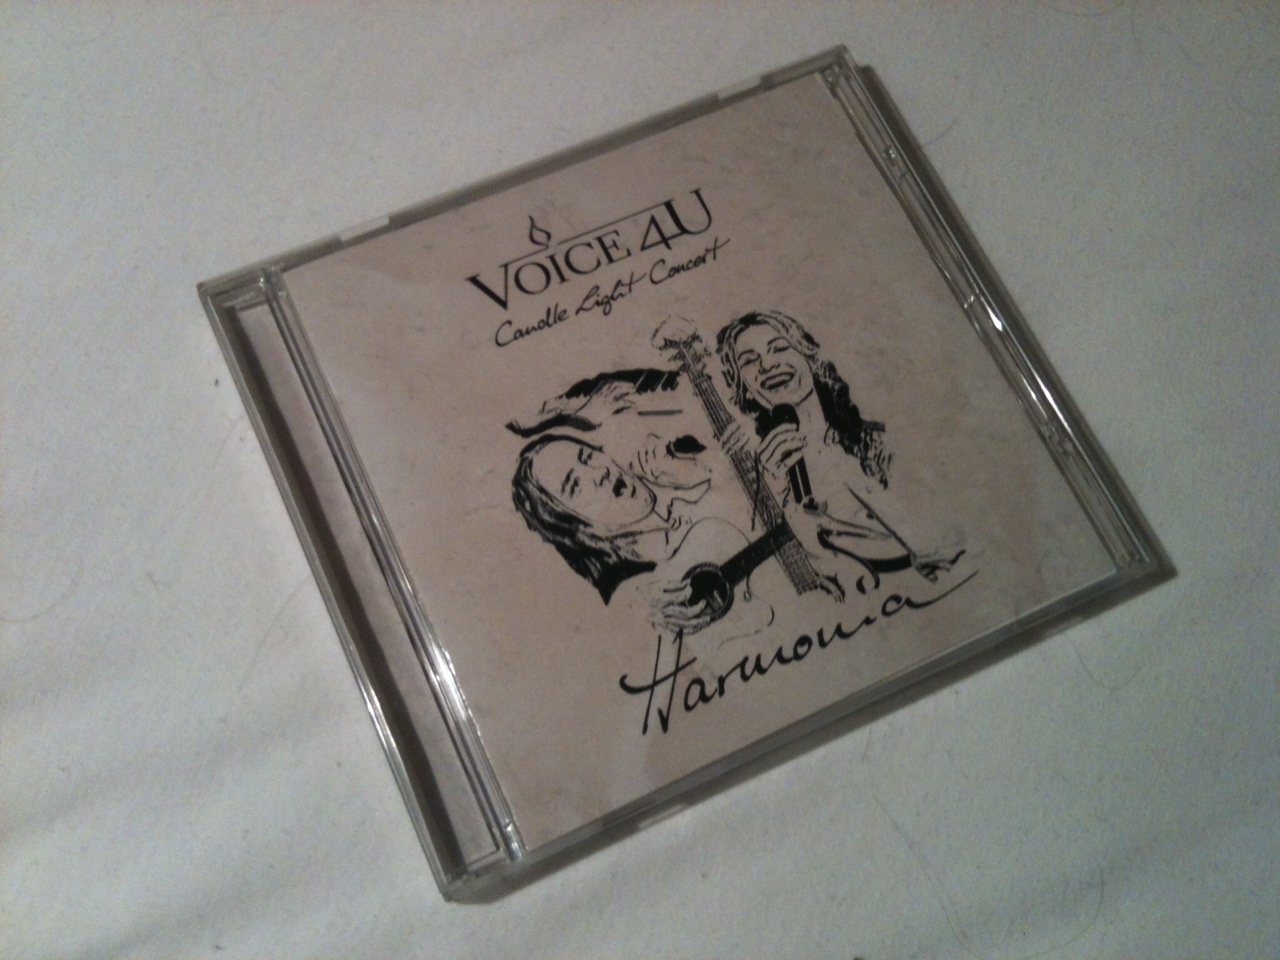 VOICE 4U
Candle Light Concert
Harmonia